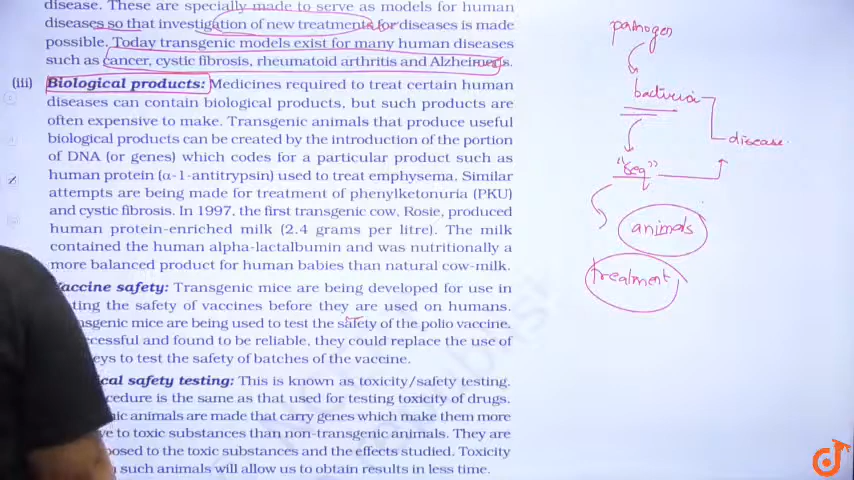 disease. These are specially made to serve as models for human
diseases so that investigation of new treatments for diseases is made
possible. Today transgenic models exist for many human diseases
such as cancer, cystic fibrosis, rheumatoid arthritis and Alzheimer's.
(iii) Biological products: Medicines required to treat certain human
diseases can contain biological products, but such products are
often expensive to make. Transgenic animals that produce useful
biological products can be created by the introduction of the portion
of DNA (or genes) which codes for a particular product such as
human protein (α-1-antitrypsin) used to treat emphysema. Similar
attempts are being made for treatment of phenylketonuria (PKU)
and cystic fibrosis. In 1997, the first transgenic cow, Rosie, produced
human protein-enriched milk (2.4 grams per litre). The milk
contained the human alpha-lactalbumin and was nutritionally a
more balanced product for human babies than natural cow-milk.
Vaccine safety: Transgenic mice are being developed for use in
ting the safety of vaccines before they are used on humans.
nsgenic mice are being used to test the safety of the polio vaccine.
ccessful and found to be reliable, they could replace the use of
eys to test the safety of batches of the vaccine.
cal safety testing: This is known as toxicity/safety testing.
cedure is the same as that used for testing toxicity of drugs.
ic animals are made that carry genes which make them more
ve to toxic substances than non-transgenic animals. They are
posed to the toxic substances and the effects studied. Toxicity
such animals will allow us to obtain results in less time.
pathogen
bacteria
disease
"seq"
animals
treatment